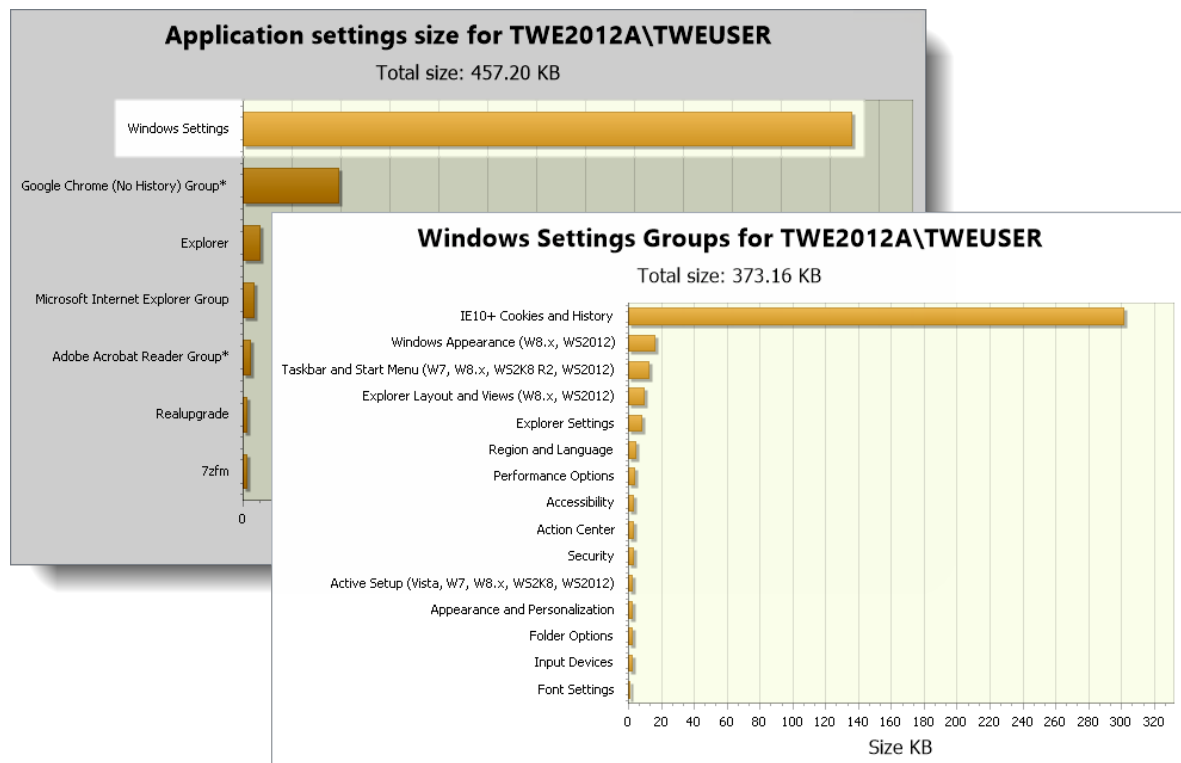 Application settings size for TWE2012A\TWEUSER
Total size: 457.20 KB
Windows Settings
Google Chrome (No History) Group*
Explorer
Microsoft Internet Explorer Group
Adobe Acrobat Reader Group*
Realupgrade
7zfm
0
Windows Settings Groups for TWE2012A\TWEUSER
Total size: 373.16 KB
IE10+ Cookies and History
Windows Appearance (W8.x, WS2012)
Taskbar and Start Menu (W7, W8.x, WS2K8 R2, WS2012)
Explorer Layout and Views (W8.x, WS2012)
Explorer Settings
Region and Language
Performance Options
Accessibility
Action Center
Security
Active Setup (Vista, W7, W8.x, WS2K8, WS2012)
Appearance and Personalization
Folder Options
Input Devices
Font Settings
0 20 40 60 80 100 120 140 160 180 200 220 240 260 280 300 320
Size KB